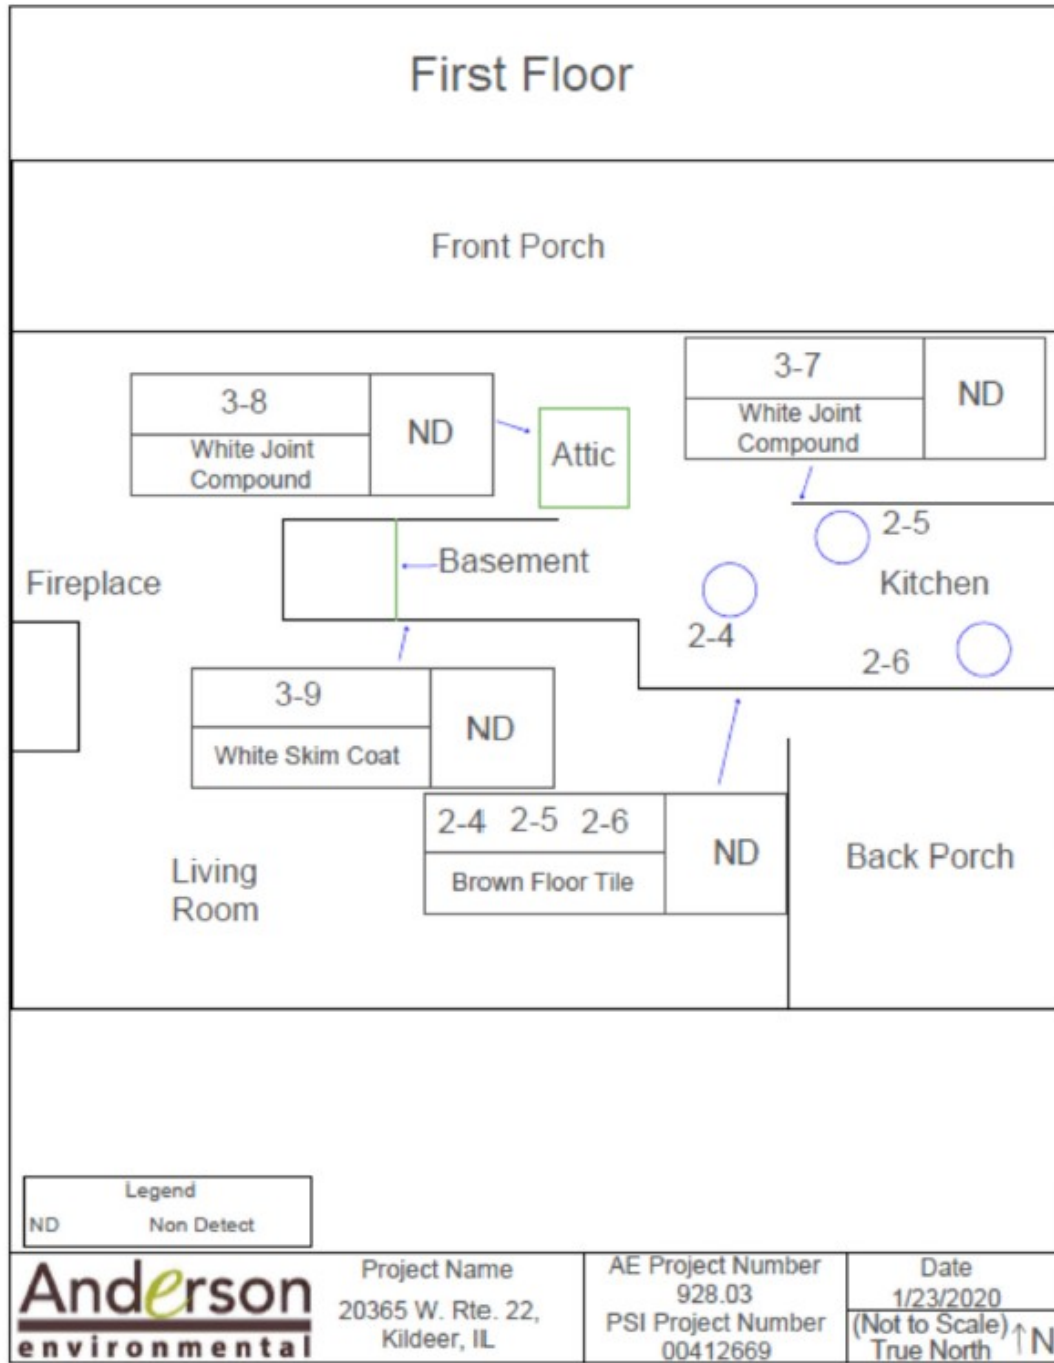 First Floor
Front Porch
3-8
White Joint
Compound
ND
Attic
3-7
White Joint
Compound
ND
2-5
Basement
Fireplace
Kitchen
2-4
2-6
3-9
White Skim Coat
ND
2-4 2-5 2-6
Brown Floor Tile
ND
Back Porch
Living
Room
Legend
ND Non Detect
Anderson
environmental
Project Name
20365 W. Rte. 22,
Kildeer, IL
AE Project Number
928.03
PSI Project Number
00412669
Date
1/23/2020
(Not to Scale)
True North ↑N